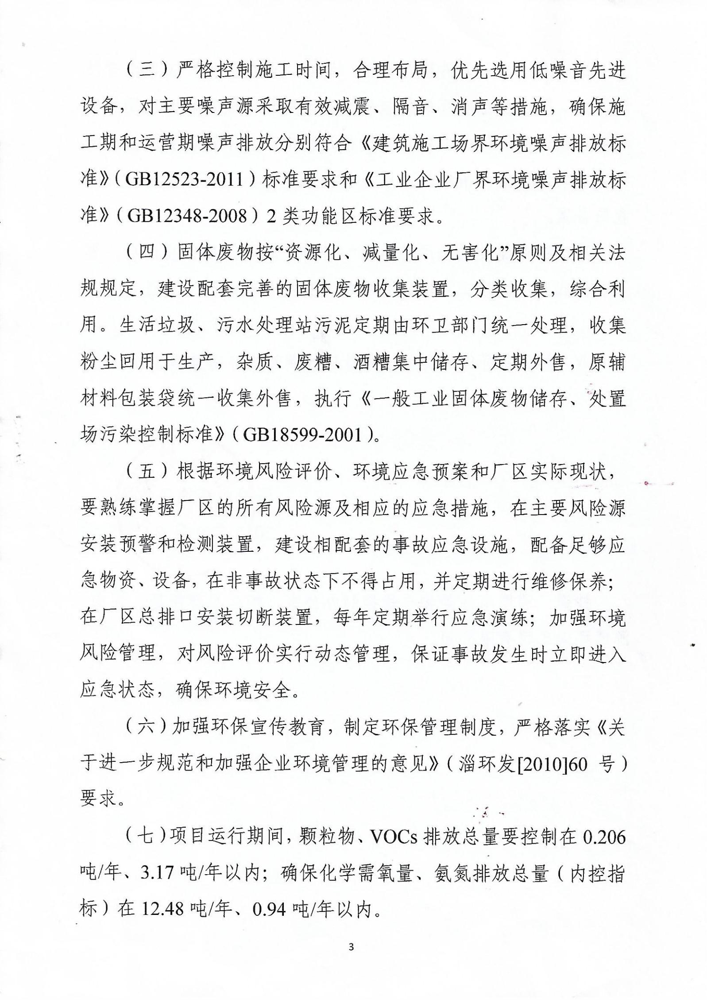 （三）严格控制施工时间，合理布局，优先选用低噪音先进
设备，对主要噪声源采取有效减震、隔音、消声等措施，确保施
工期和运营期噪声排放分别符合《建筑施工场界环境噪声排放标
准》（GB12523-2011）标准要求和《工业企业厂界环境噪声排放标
准》（GB12348-2008）2 类功能区标准要求。
（四）固体废物按“资源化、减量化、无害化”原则及相关法
规规定，建设配套完善的固体废物收集装置，分类收集，综合利
用。生活垃圾、污水处理站污泥定期由环卫部门统一处理，收集
粉尘回用于生产，杂质、废糟、酒糟集中储存、定期外售，原辅
材料包装袋统一收集外售，执行《一般工业固体废物储存、处置
场污染控制标准》（GB18599-2001）。
（五）根据环境风险评价、环境应急预案和厂区实际现状，
要熟练掌握厂区的所有风险源及相应的应急措施，在主要风险源
安装预警和检测装置，建设相配套的事故应急设施，配备足够应
急物资、设备，在非事故状态下不得占用，并定期进行维修保养；
在厂区总排口安装切断装置，每年定期举行应急演练；加强环境
风险管理，对风险评价实行动态管理，保证事故发生时立即进入
应急状态，确保环境安全。
（六）加强环保宣传教育，制定环保管理制度，严格落实《关
于进一步规范和加强企业环境管理的意见》（淄环发[2010]60 号）
要求。
（七）项目运行期间，颗粒物、VOCs 排放总量要控制在 0.206
吨/年、3.17 吨/年以内；确保化学需氧量、氨氮排放总量（内控指
标）在 12.48 吨/年、0.94 吨/年以内。
3